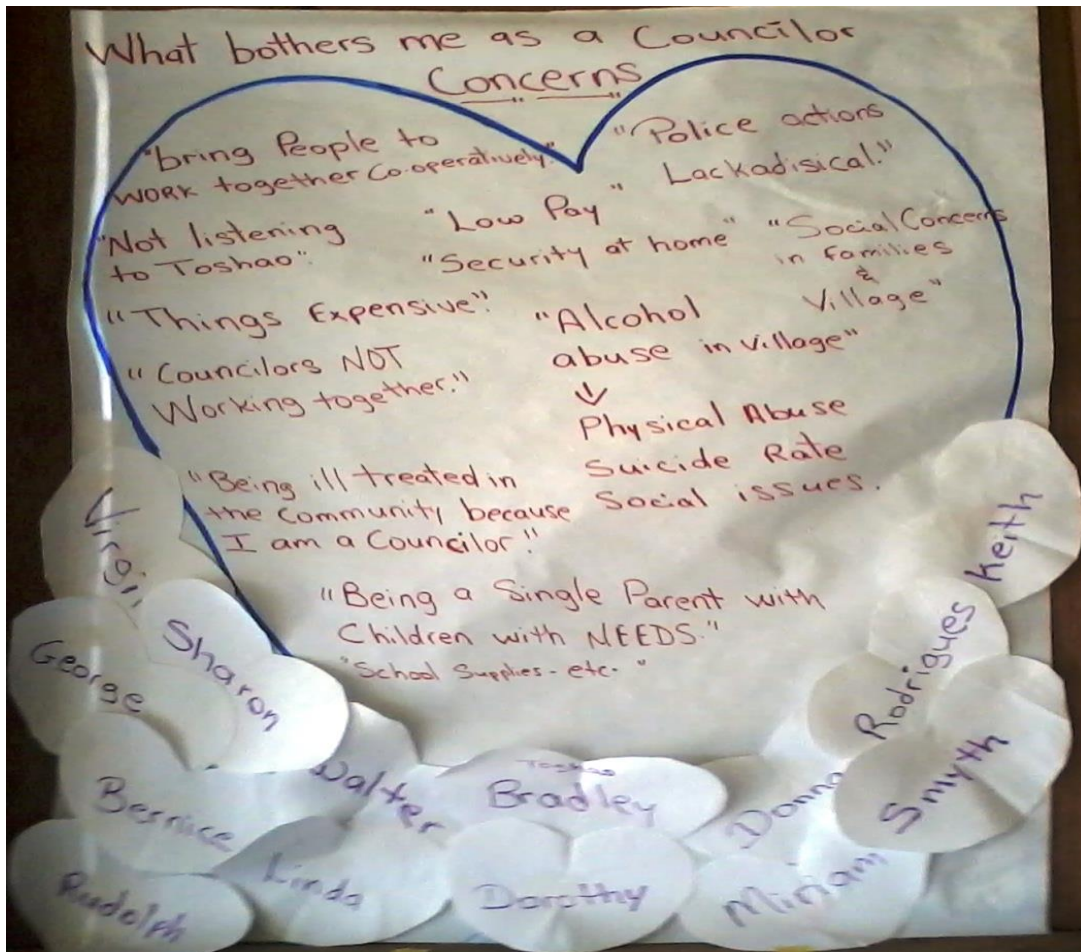 What bothers me as a Councilor
Concerns
"bring People to
WORK together Co-operatively."
"Police actions
Lackadisical."
"Not listening
to Toshao".
"Low Pay"
"Security at home"
"Social Concerns
in families
&
Village"
"Things Expensive".
"Councilors NOT
Working together."
"Alcohol
abuse in village"
↓
Physical Abuse
Suicide Rate
Social issues.
"Being ill treated in
the community because
I am a Councilor".
"Being a Single Parent with
Children with NEEDS."
"School Supplies - etc."
Virgil
Keith
George
Sharon
Rodrigues
Smyth
Bernice
Walter
Toshao
Bradley
Donna
Rudolph
Linda
Dorothy
Miriam